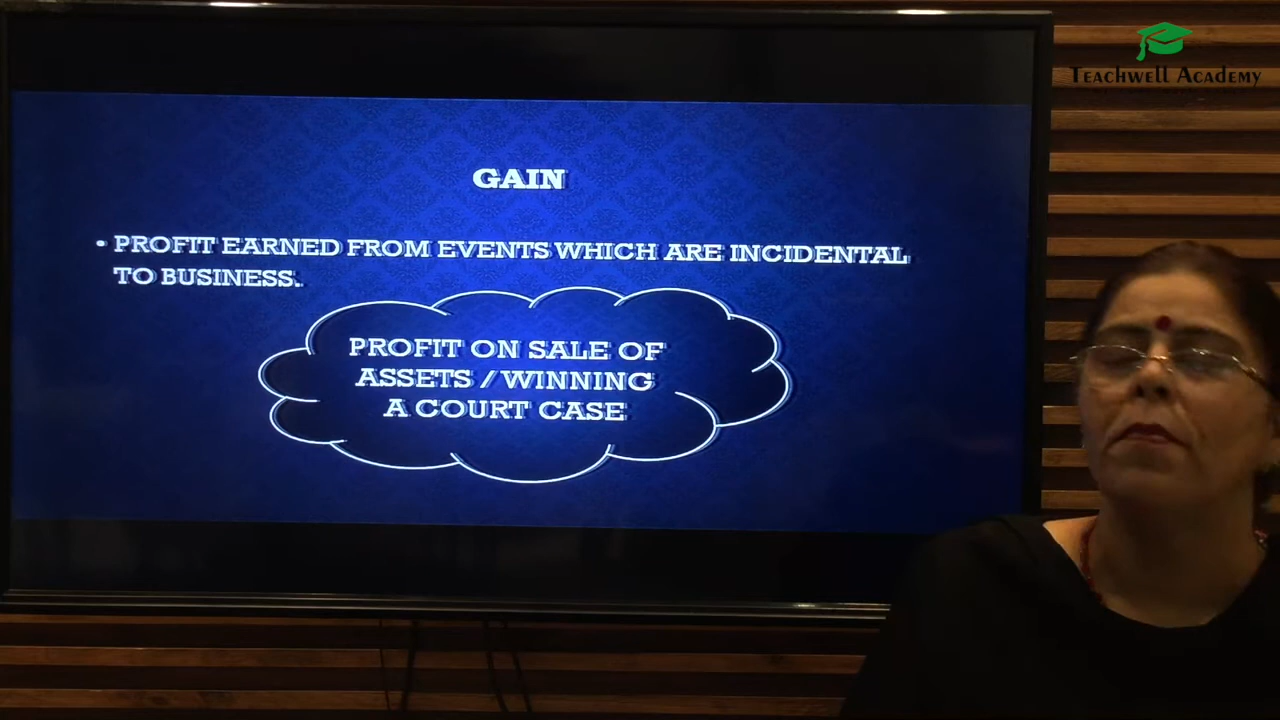 Teachwell Academy
GAIN
• PROFIT EARNED FROM EVENTS WHICH ARE INCIDENTAL
TO BUSINESS.
PROFIT ON SALE OF
ASSETS / WINNING
A COURT CASE